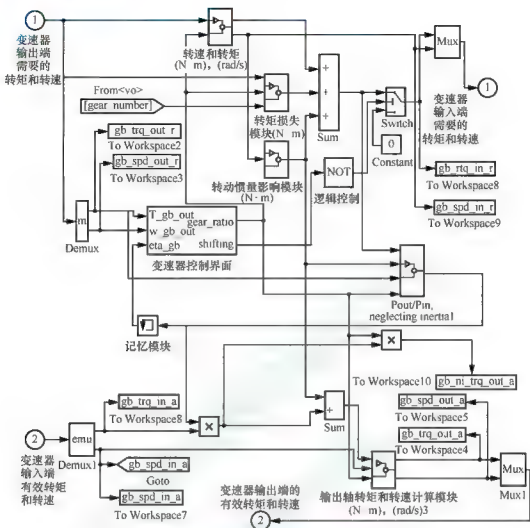 1
变速器
输出端
需要的
转矩和转速
转速和转矩
(N·m)，(rad/s)
Mux
1
变速器
输入端
需要的
转矩和转速
From<vo>
[gear_number]
转矩损失
模块(N·m)
Sum
Switch
0
Constant
gb_trq_out_r
To Workspace2
gb_spd_out_r
To Workspace3
转动惯量影响模块
(N·m)
NOT
逻辑控制
gb_rtq_in_r
To Workspace8
gb_spd_in_r
To Workspace9
m
Demux
T_gb_out
w_gb_out
eta_gb
gear_ratio
shifting
变速器控制界面
Pout/Pin,
neglecting inertial
记忆模块
×
×
To Workspace10
gb_ni_trq_out_a
gb_spd_out_a
To Workspace5
gb_trq_out_a
To Workspace4
gb_trq_in_a
To Workspace8
Sum
2
emu
Demux1
变速器
输入端
有效转矩
和转速
gb_spd_in_a
Goto
gb_spd_in_a
To Workspace7
变速器输出端的
有效转矩和转速
2
输出轴转矩和转速计算模块
(N·m)，(rad/s)3
Mux
Mux1